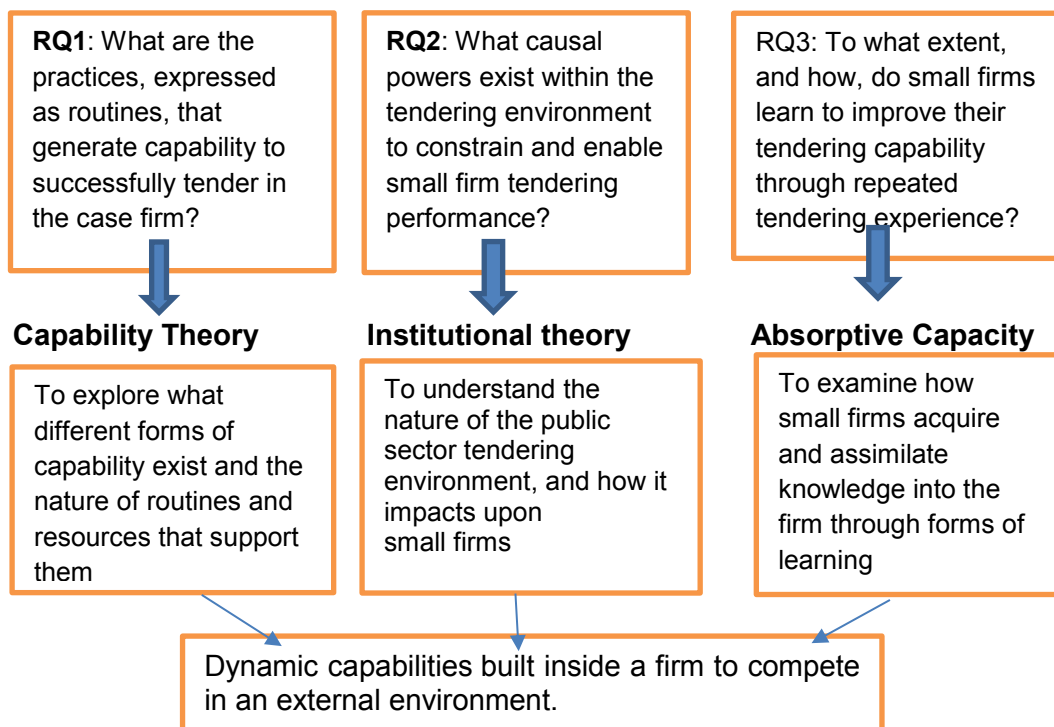 RQ1: What are the
practices, expressed
as routines, that
generate capability to
successfully tender in
the case firm?
RQ2: What causal
powers exist within the
tendering environment
to constrain and enable
small firm tendering
performance?
RQ3: To what extent,
and how, do small firms
learn to improve their
tendering capability
through repeated
tendering experience?
Capability Theory
Institutional theory
Absorptive Capacity
To explore what
different forms of
capability exist and the
nature of routines and
resources that support
them
To understand the
nature of the public
sector tendering
environment, and how it
impacts upon
small firms
To examine how
small firms acquire
and assimilate
knowledge into the
firm through forms of
learning
Dynamic capabilities built inside a firm to compete
in an external environment.